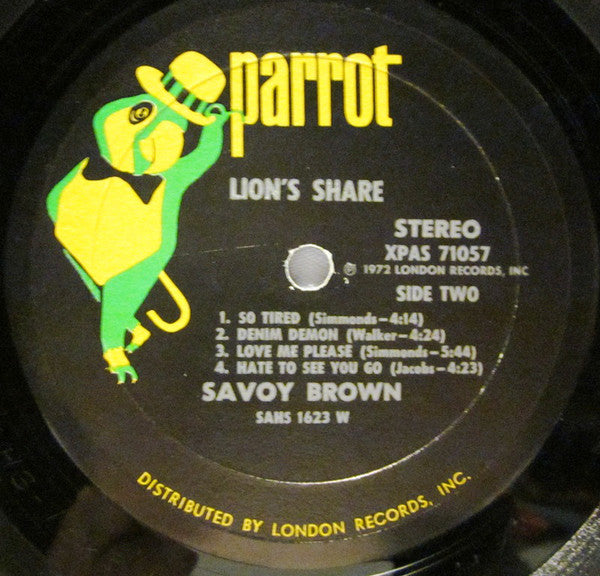 parrot
LION'S SHARE
STEREO
XPAS 71057
℗ 1972 LONDON RECORDS, INC
SIDE TWO
1. SO TIRED (Simmonds—4:14)
2. DENIM DEMON (Walker—4:24)
3. LOVE ME PLEASE (Simmonds—5:44)
4. HATE TO SEE YOU GO (Jacobs—4:23)
SAVOY BROWN
SAHS 1623 W
DISTRIBUTED BY LONDON RECORDS, INC.